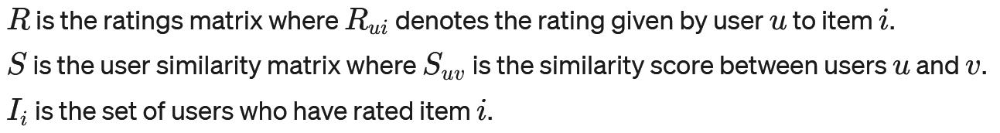 R is the ratings matrix where R_{ui} denotes the rating given by user u to item i.
S is the user similarity matrix where S_{uv} is the similarity score between users u and v.
I_i is the set of users who have rated item i.